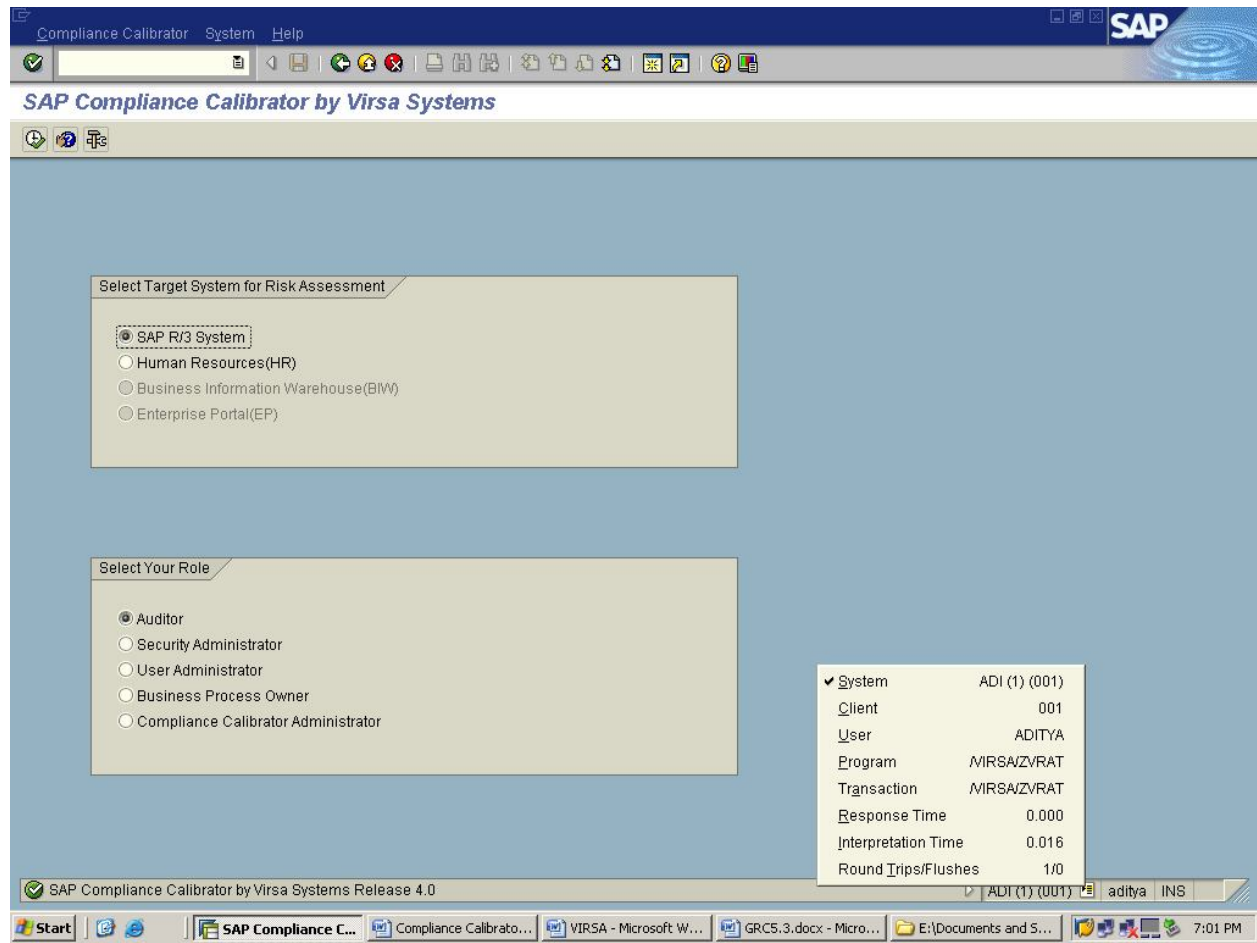 Compliance Calibrator System Help
SAP
SAP Compliance Calibrator by Virsa Systems
Select Target System for Risk Assessment
SAP R/3 System
Human Resources(HR)
Business Information Warehouse(BIW)
Enterprise Portal(EP)
Select Your Role
Auditor
Security Administrator
User Administrator
Business Process Owner
Compliance Calibrator Administrator
System ADI (1) (001)
Client 001
User ADITYA
Program /VIRSA/ZVRAT
Transaction /VIRSA/ZVRAT
Response Time 0.000
Interpretation Time 0.016
Round Trips/Flushes 1/0
SAP Compliance Calibrator by Virsa Systems Release 4.0
ADI (1) (001) aditya INS
Start SAP Compliance C... Compliance Calibrato... VIRSA - Microsoft W... GRC5.3.docx - Micro... E:\Documents and S... 7:01 PM